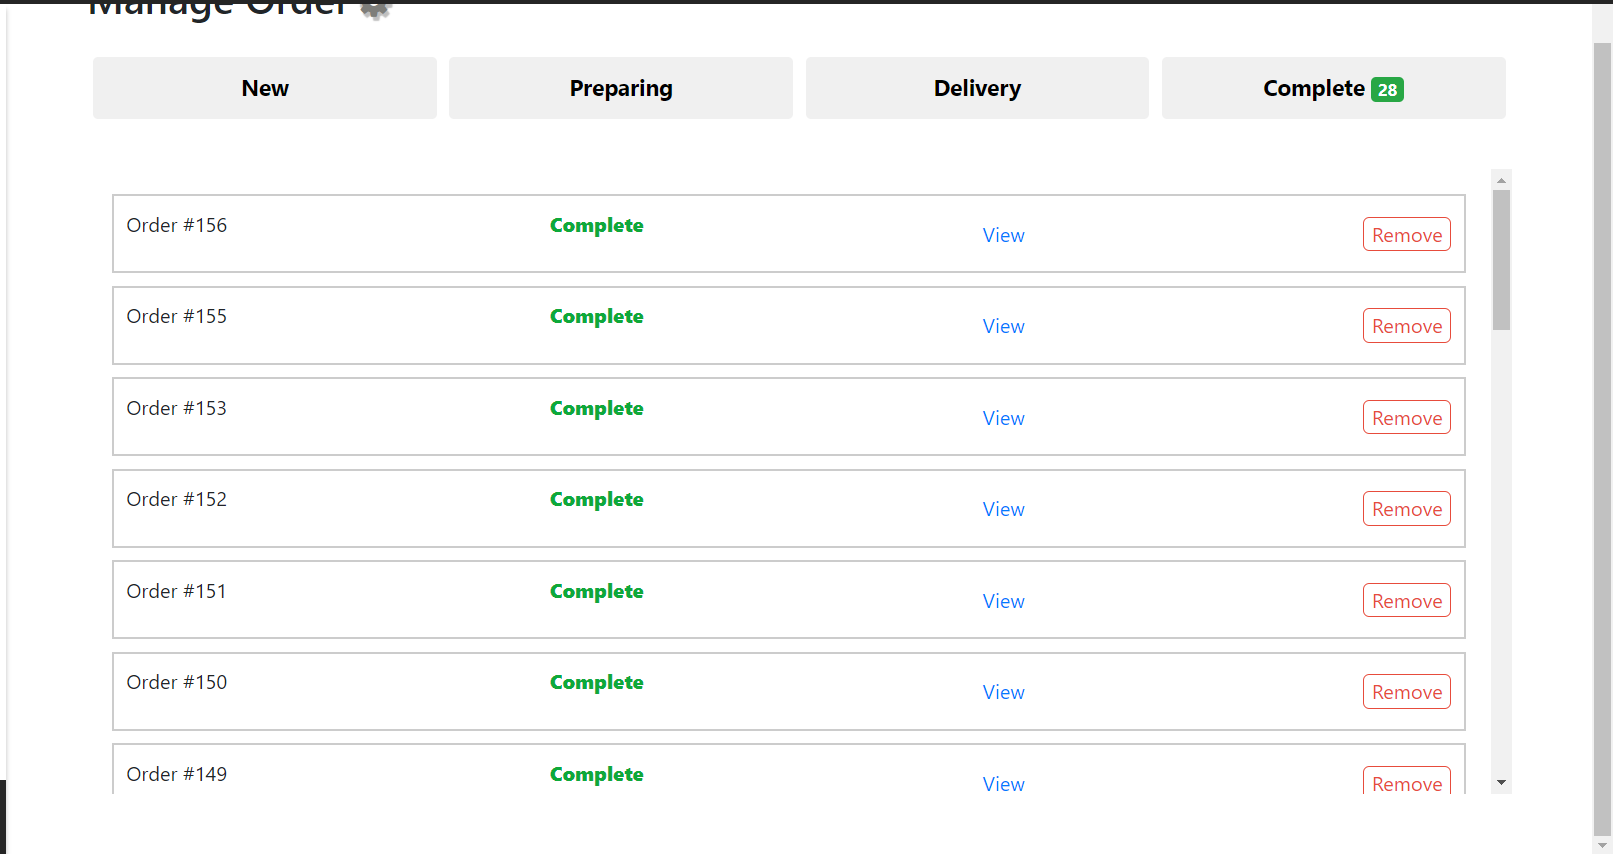 Manage Order
New Preparing Delivery Complete 28
Order #156 Complete View Remove
Order #155 Complete View Remove
Order #153 Complete View Remove
Order #152 Complete View Remove
Order #151 Complete View Remove
Order #150 Complete View Remove
Order #149 Complete View Remove